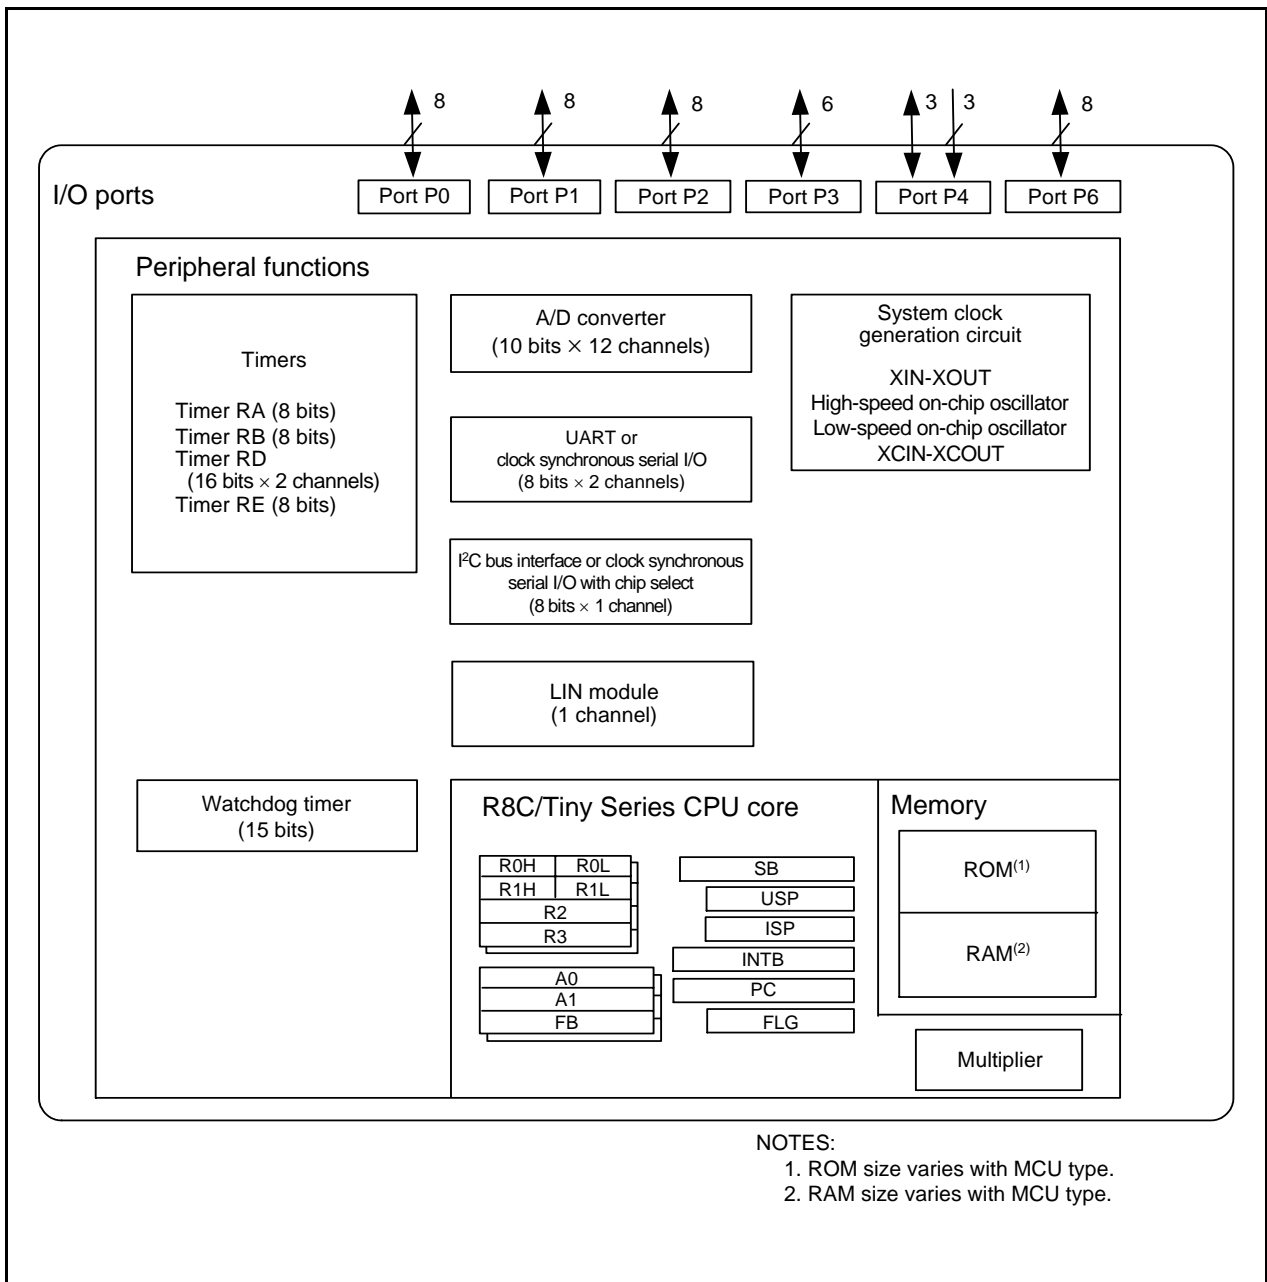 8 8 8 6 3 3 8
I/O ports
Port P0 Port P1 Port P2 Port P3 Port P4 Port P6
Peripheral functions
Timers
Timer RA (8 bits)
Timer RB (8 bits)
Timer RD
(16 bits × 2 channels)
Timer RE (8 bits)
A/D converter
(10 bits × 12 channels)
UART or
clock synchronous serial I/O
(8 bits × 2 channels)
I²C bus interface or clock synchronous
serial I/O with chip select
(8 bits × 1 channel)
LIN module
(1 channel)
System clock
generation circuit
XIN-XOUT
High-speed on-chip oscillator
Low-speed on-chip oscillator
XCIN-XCOUT
Watchdog timer
(15 bits)
R8C/Tiny Series CPU core
R0H R0L
R1H R1L
R2
R3
A0
A1
FB
SB
USP
ISP
INTB
PC
FLG
Memory
ROM(1)
RAM(2)
Multiplier
NOTES:
1. ROM size varies with MCU type.
2. RAM size varies with MCU type.